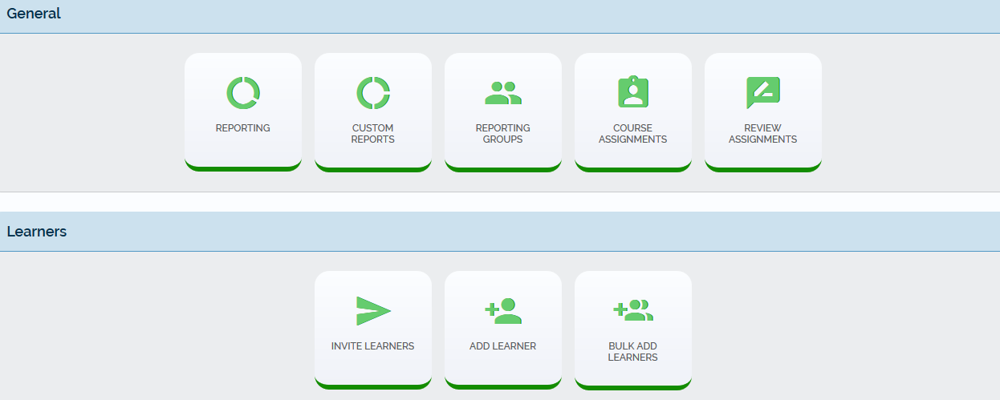 General
REPORTING
CUSTOM
REPORTS
REPORTING
GROUPS
COURSE
ASSIGNMENTS
REVIEW
ASSIGNMENTS
Learners
INVITE LEARNERS
ADD LEARNER
BULK ADD
LEARNERS